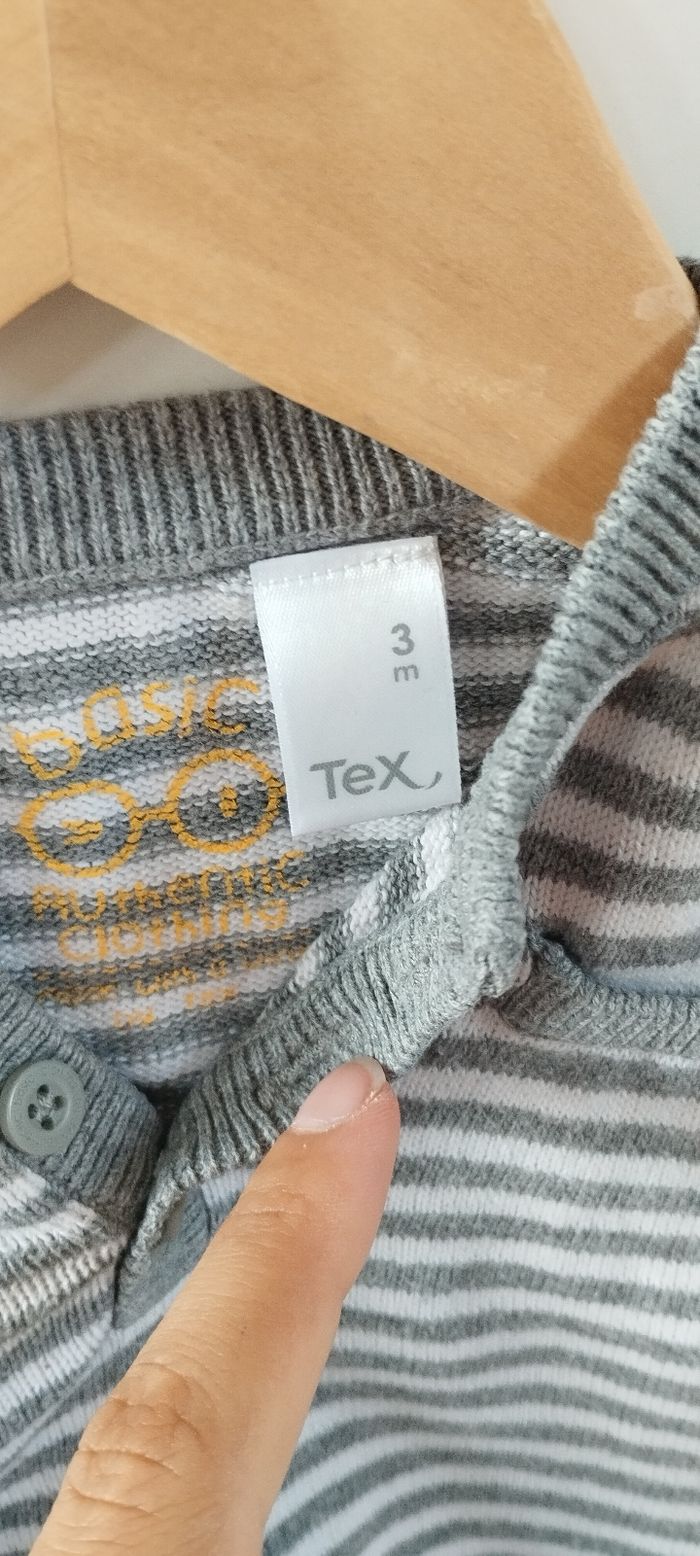 3
m
TeX
basic
Authentic
Clothing